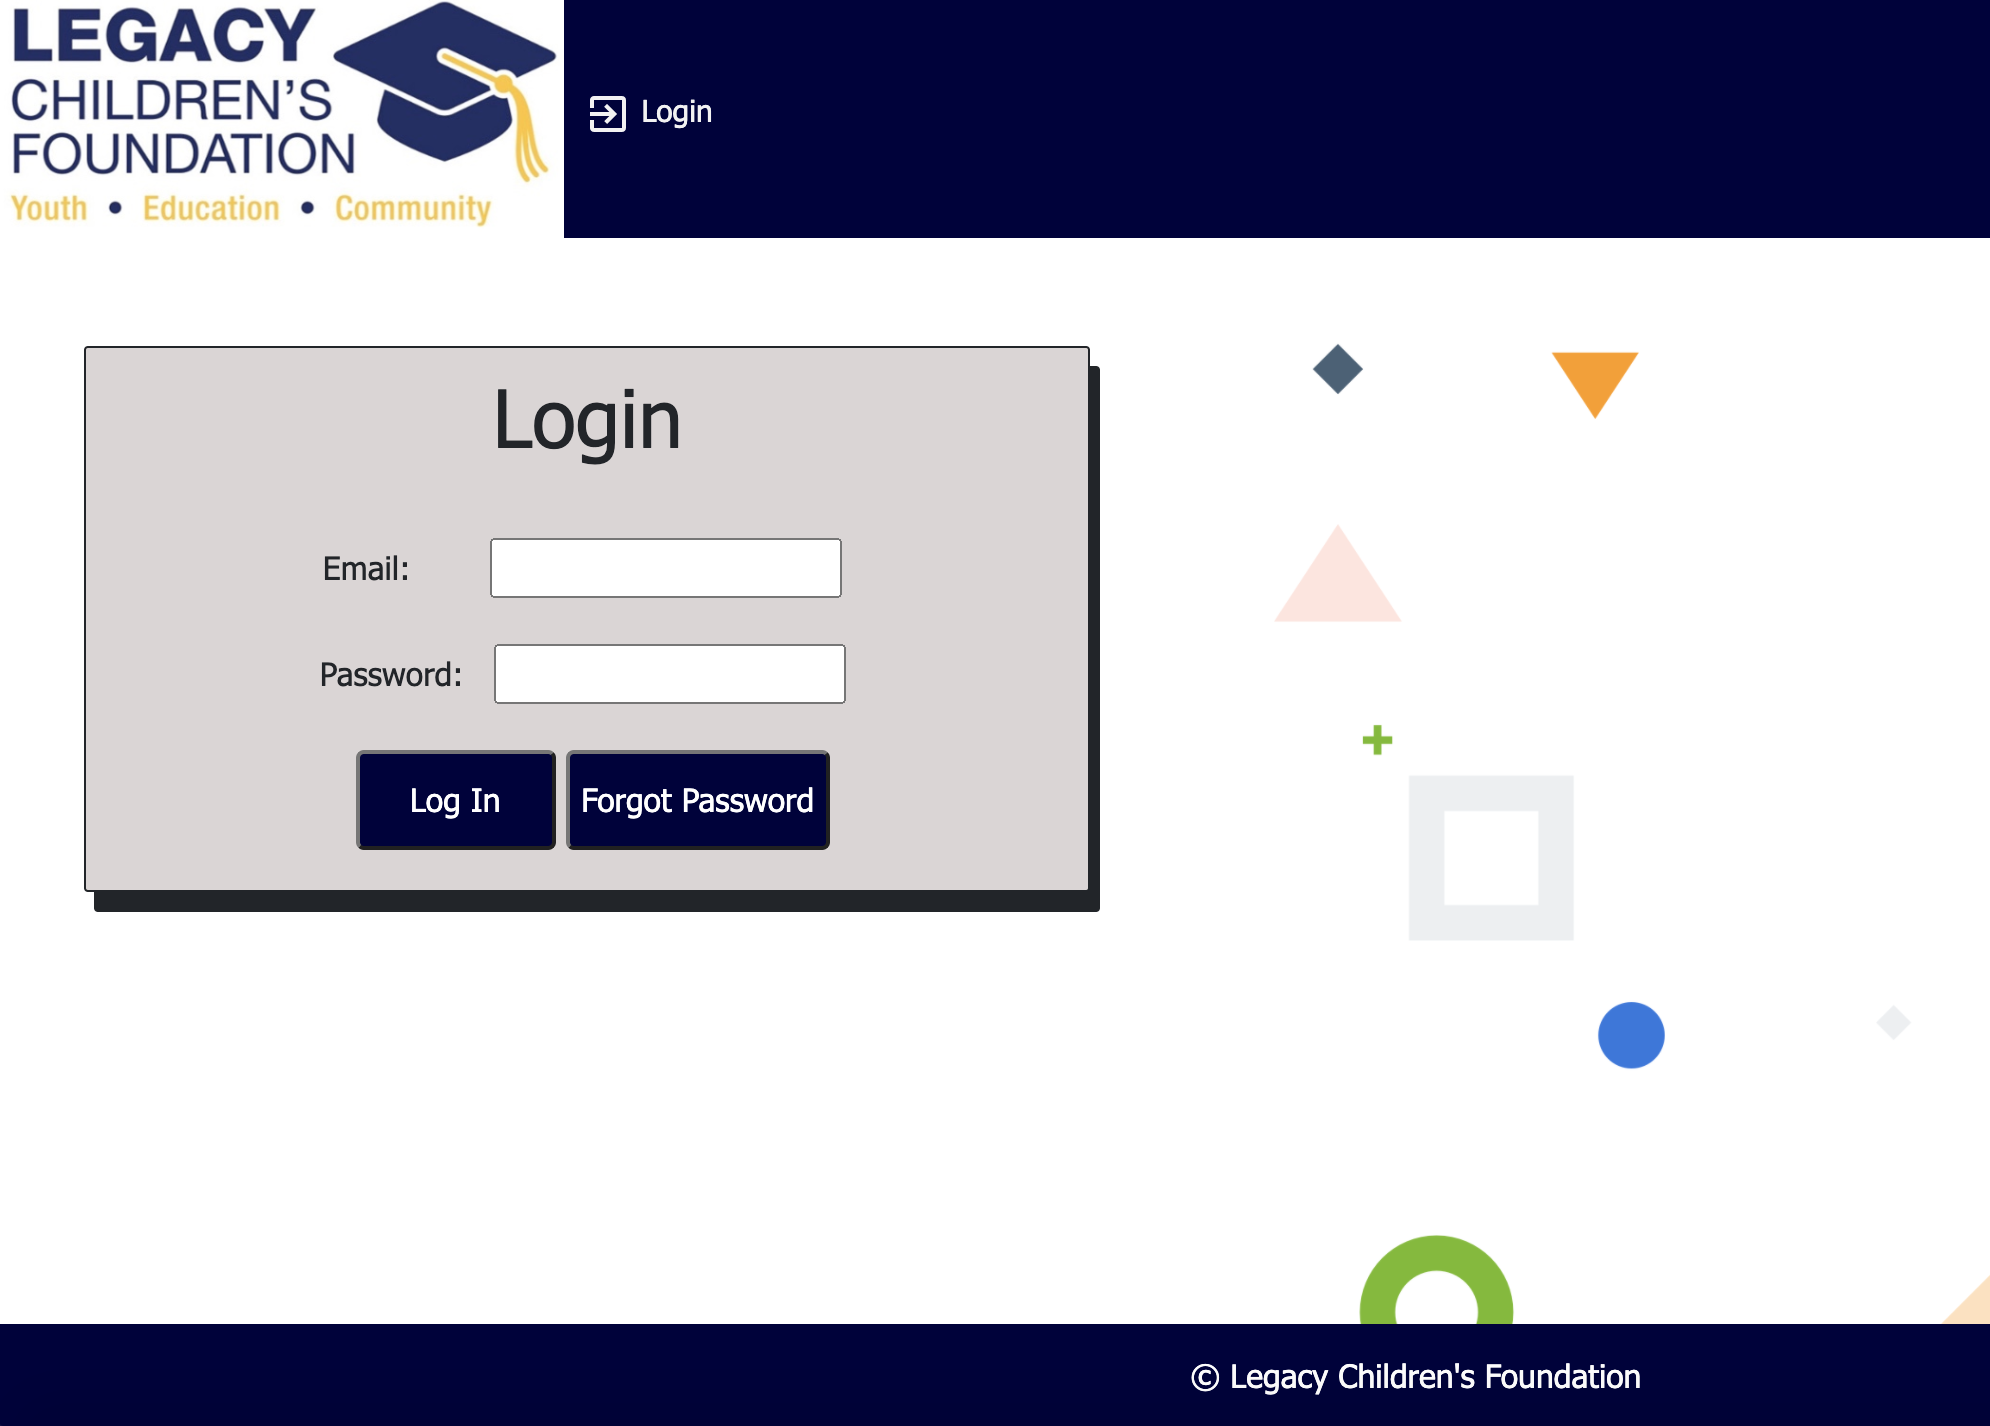 LEGACY
CHILDREN’S
FOUNDATION
Youth • Education • Community
Login
Login
Email:
Password:
Log In
Forgot Password
© Legacy Children's Foundation